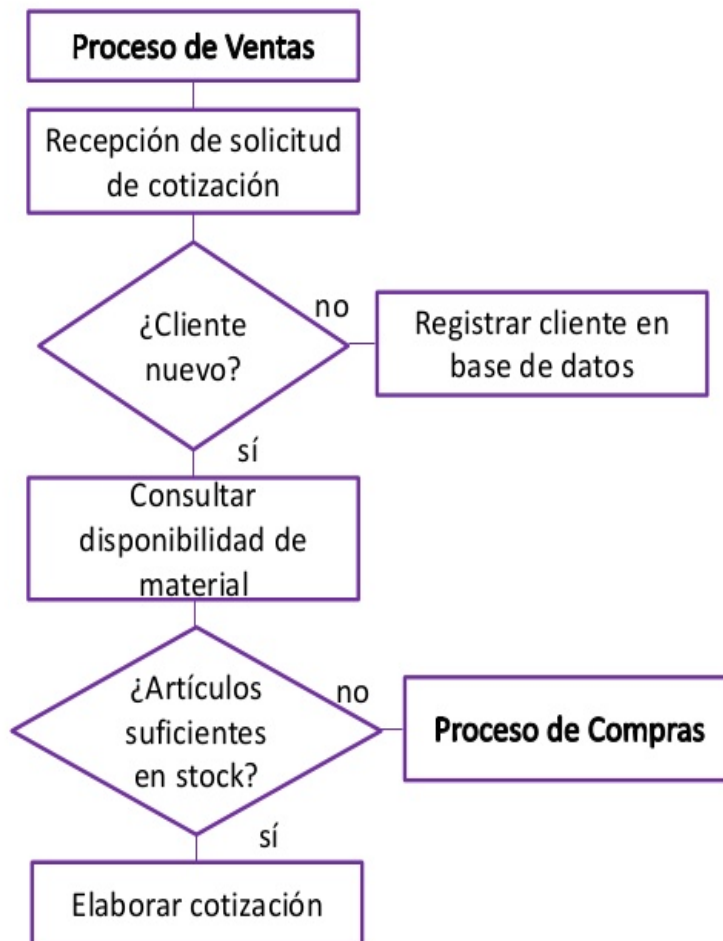 Proceso de Ventas
Recepción de solicitud
de cotización
¿Cliente
nuevo?
no
Registrar cliente en
base de datos
sí
Consultar
disponibilidad de
material
¿Artículos
suficientes
en stock?
no
Proceso de Compras
sí
Elaborar cotización